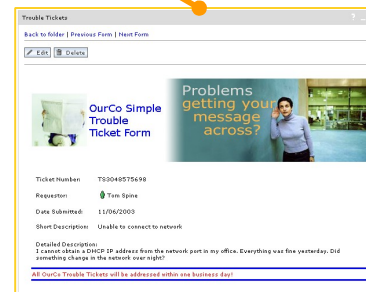 Trouble Tickets
Back to folder | Previous Form | Next Form
Edit Delete
OurCo Simple
Trouble
Ticket Form
Problems
getting your
message
across?
Ticket Number: TS3048575698
Requestor: Tom Spine
Date Submitted: 11/06/2003
Short Description: Unable to connect to network
Detailed Description:
I cannot obtain a DHCP IP address from the network port in my office. Everything was fine yesterday. Did
something change in the network over night?
All OurCo Trouble Tickets will be addressed within one business day!